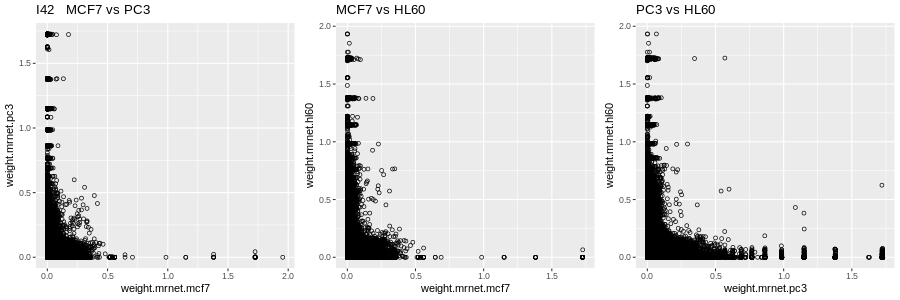 I42   MCF7 vs PC3
weight.mrnet.pc3
1.5
1.0
0.5
0.0
0.0 0.5 1.0 1.5 2.0
weight.mrnet.mcf7
MCF7 vs HL60
weight.mrnet.hl60
2.0
1.5
1.0
0.5
0.0
0.0 0.5 1.0 1.5
weight.mrnet.mcf7
PC3 vs HL60
weight.mrnet.hl60
2.0
1.5
1.0
0.5
0.0
0.0 0.5 1.0 1.5
weight.mrnet.pc3